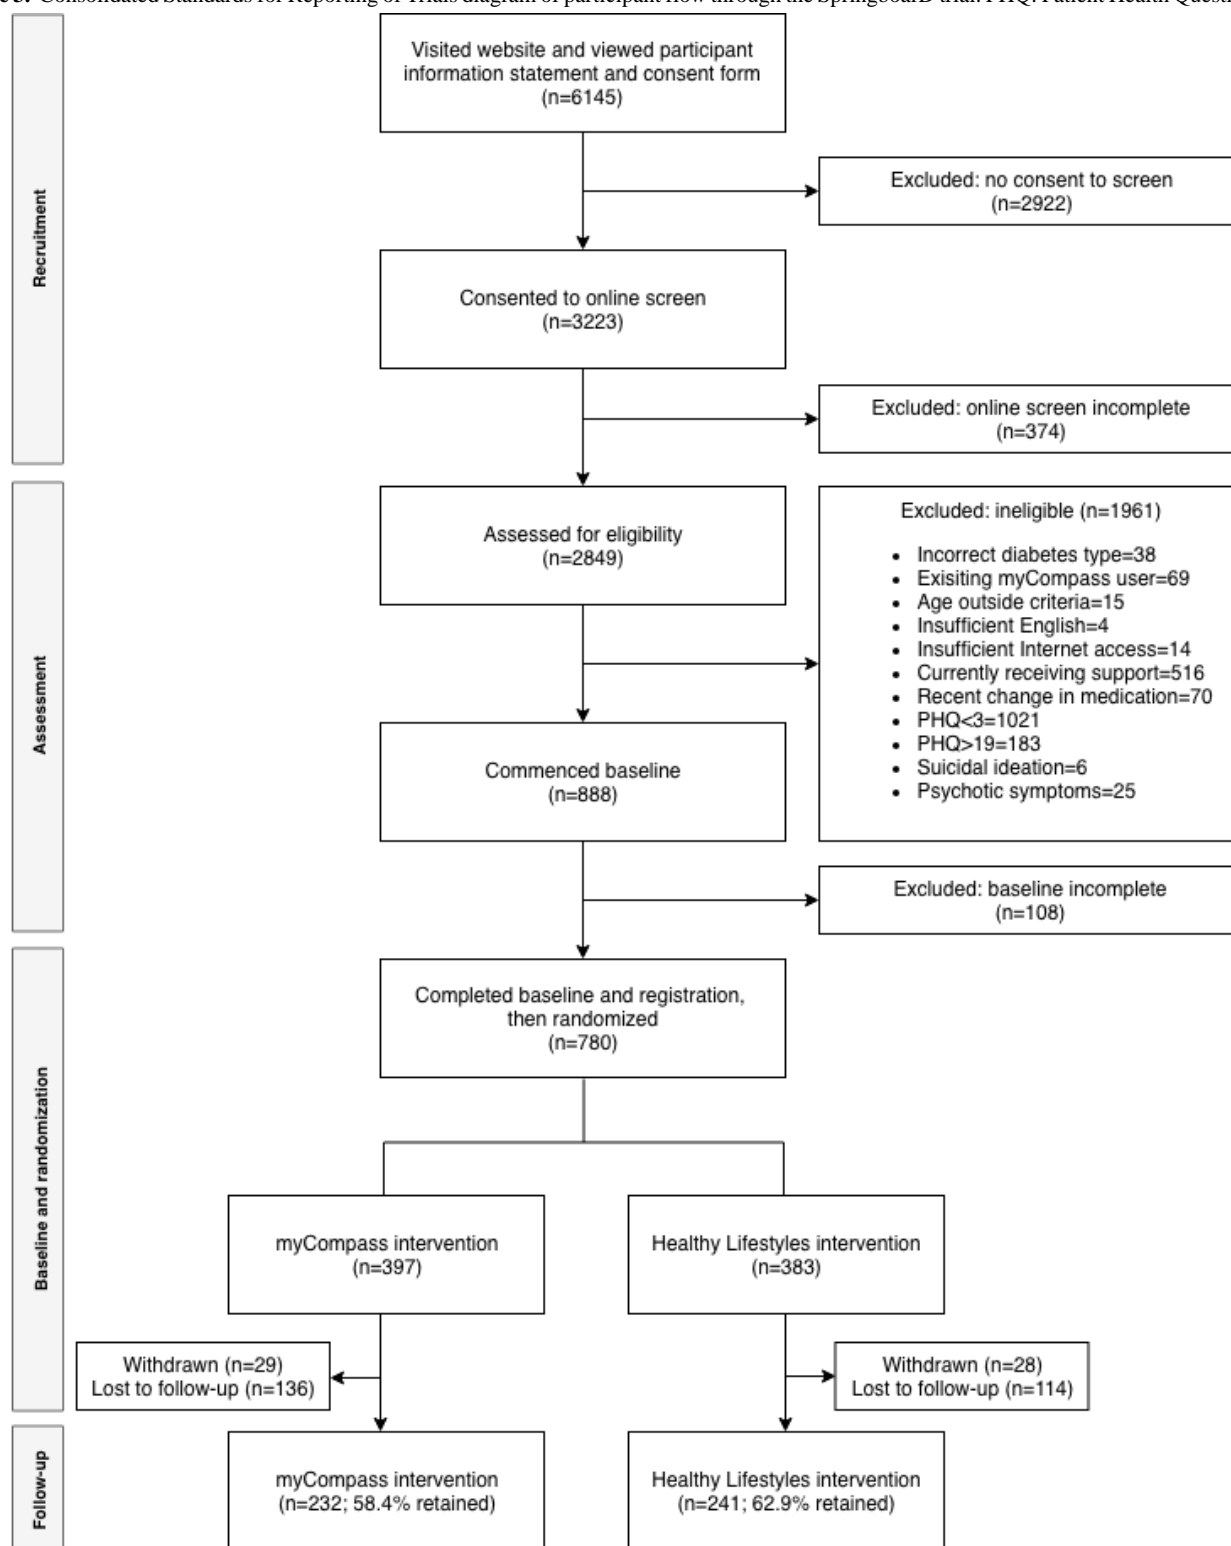 Consolidated Standards for Reporting of Trials diagram of participant flow through the SpringboarD trial. PHQ: Patient Health Questi
Visited website and viewed participant
information statement and consent form
(n=6145)
Excluded: no consent to screen
(n=2922)
Recruitment
Consented to online screen
(n=3223)
Excluded: online screen incomplete
(n=374)
Assessed for eligibility
(n=2849)
Excluded: ineligible (n=1961)
• Incorrect diabetes type=38
• Exisiting myCompass user=69
• Age outside criteria=15
• Insufficient English=4
• Insufficient Internet access=14
• Currently receiving support=516
• Recent change in medication=70
• PHQ<3=1021
• PHQ>19=183
• Suicidal ideation=6
• Psychotic symptoms=25
Assessment
Commenced baseline
(n=888)
Excluded: baseline incomplete
(n=108)
Completed baseline and registration,
then randomized
(n=780)
Baseline and randomization
myCompass intervention
(n=397)
Healthy Lifestyles intervention
(n=383)
Withdrawn (n=29)
Lost to follow-up (n=136)
Withdrawn (n=28)
Lost to follow-up (n=114)
Follow-up
myCompass intervention
(n=232; 58.4% retained)
Healthy Lifestyles intervention
(n=241; 62.9% retained)